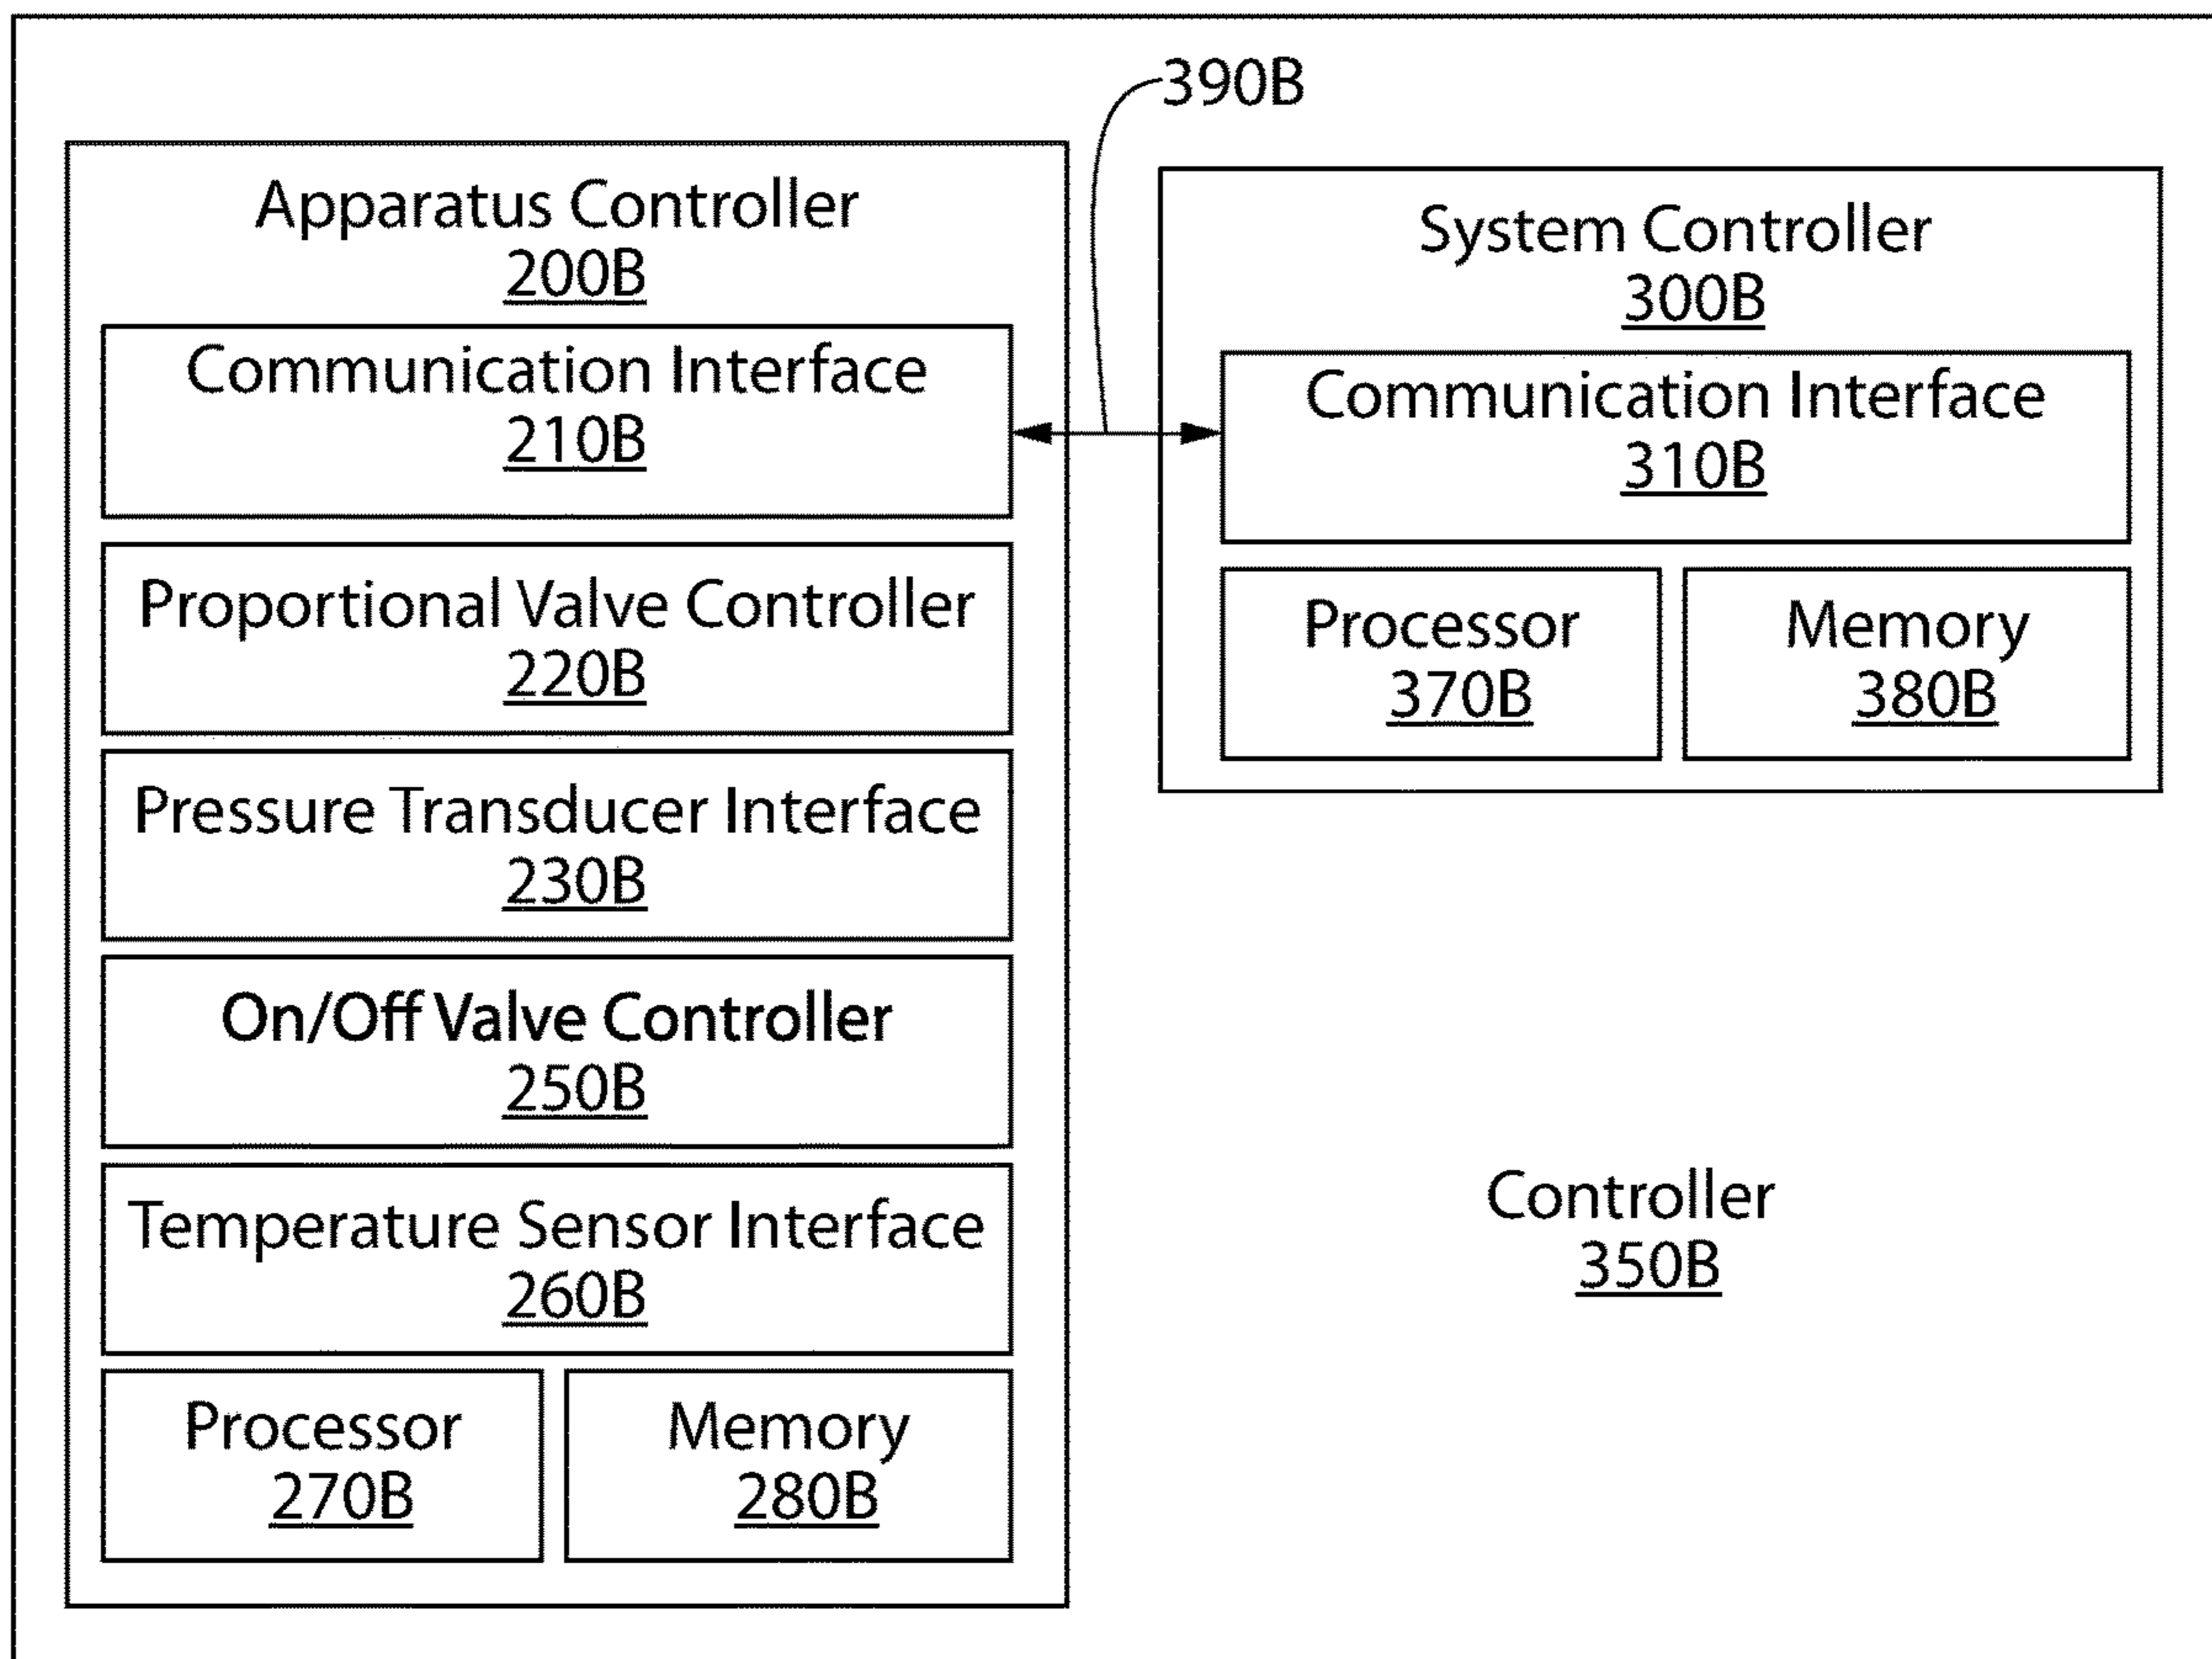 390B
Apparatus Controller
200B
Communication Interface
210B
Proportional Valve Controller
220B
Pressure Transducer Interface
230B
On/Off Valve Controller
250B
Temperature Sensor Interface
260B
Processor
270B
Memory
280B
System Controller
300B
Communication Interface
310B
Processor
370B
Memory
380B
Controller
350B